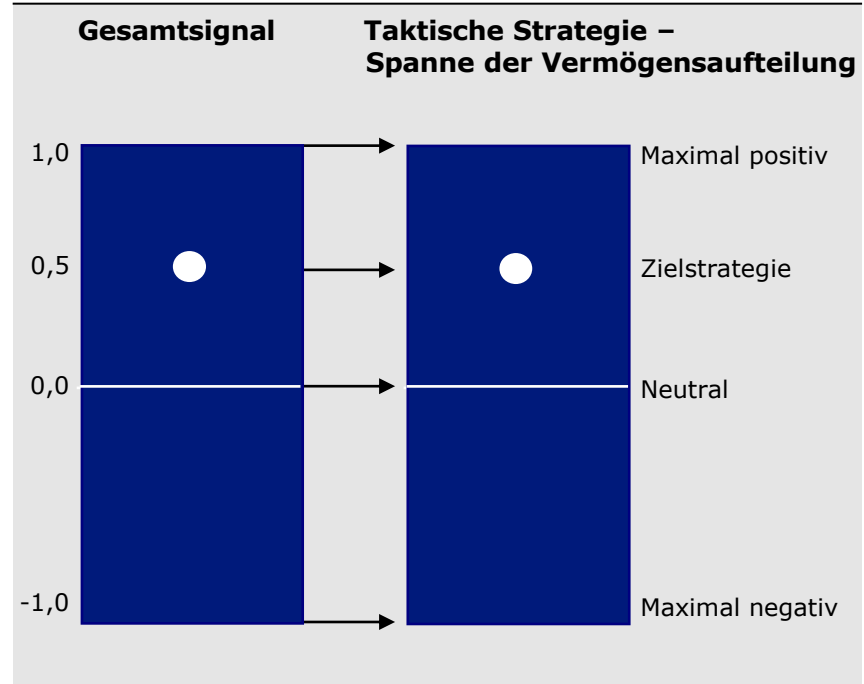 Gesamtsignal
Taktische Strategie –
Spanne der Vermögensaufteilung
1,0
Maximal positiv
0,5
Zielstrategie
0,0
Neutral
-1,0
Maximal negativ